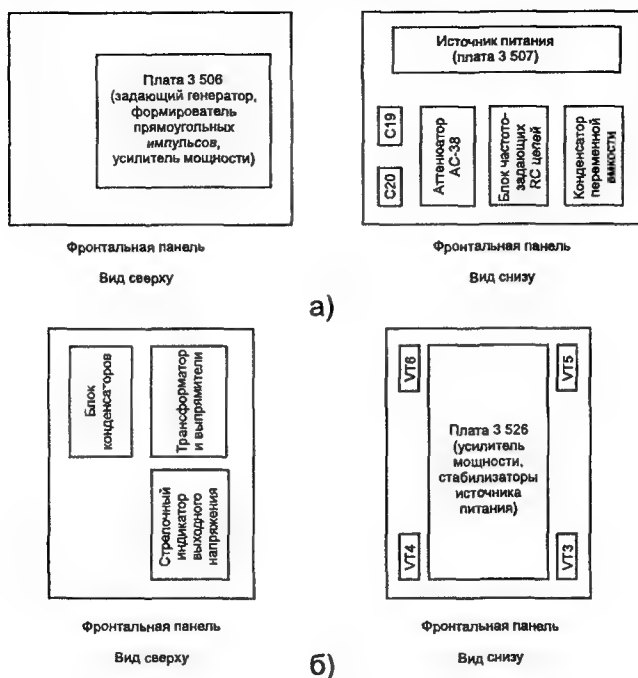 Плата 3 506
(задающий генератор,
формирователь
прямоугольных
импульсов,
усилитель мощности)
Фронтальная панель
Вид сверху
Источник питания
(плата 3 507)
C19
C20
Аттенюатор
АС-38
Блок частото-
задающих
RC цепей
Конденсатор
переменной
емкости
Фронтальная панель
Вид снизу
а)
Блок
конденсаторов
Трансформатор
и выпрямители
Стрелочный
индикатор
выходного
напряжения
Фронтальная панель
Вид сверху
VT6
VT5
Плата 3 526
(усилитель
мощности,
стабилизаторы
источника
питания)
VT4
VT3
Фронтальная панель
Вид снизу
б)